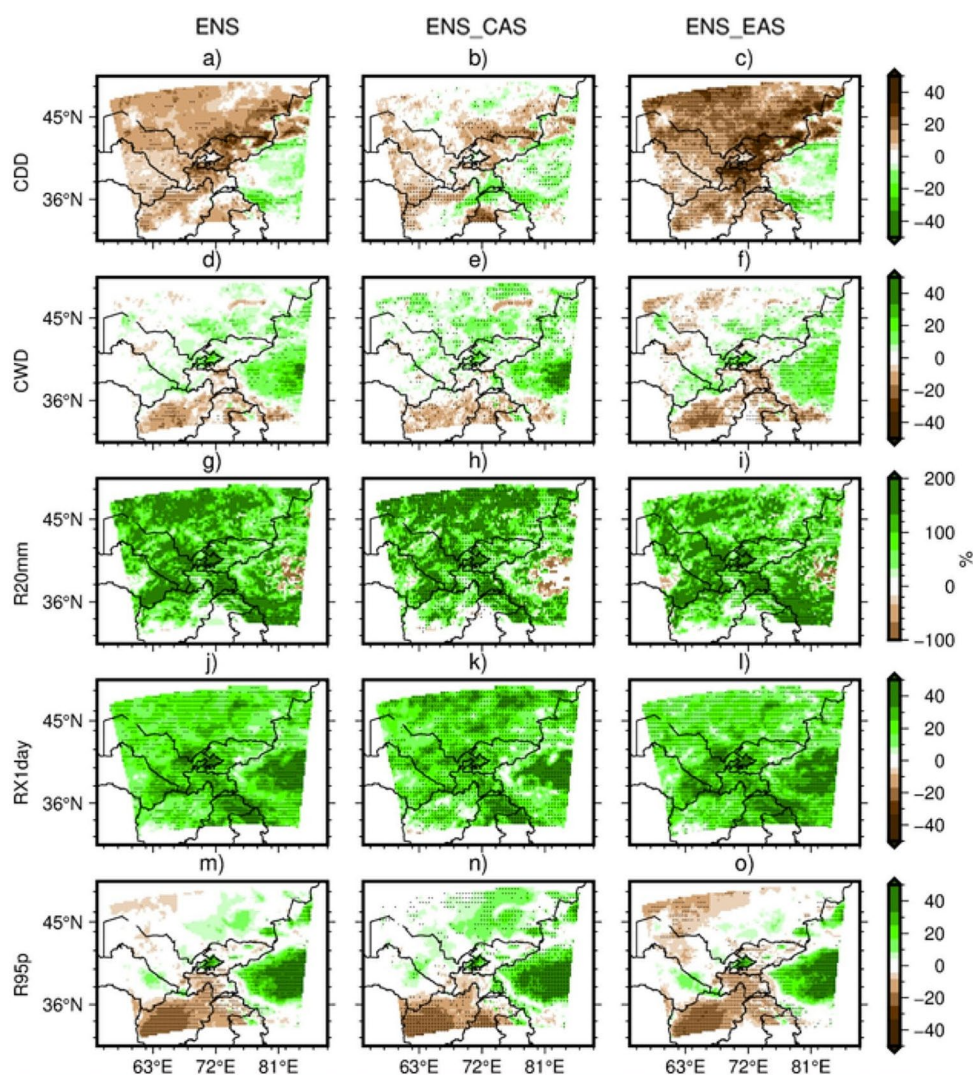 ENS ENS_CAS ENS_EAS
a) b) c)
CDD 45°N 36°N 40 20 0 −20 −40
d) e) f)
CWD 45°N 36°N 40 20 0 −20 −40
g) h) i)
R20mm 45°N 36°N 200 100 0 −100 %
j) k) l)
RX1day 45°N 36°N 40 20 0 −20 −40
m) n) o)
R95p 45°N 36°N 40 20 0 −20 −40
63°E 72°E 81°E 63°E 72°E 81°E 63°E 72°E 81°E